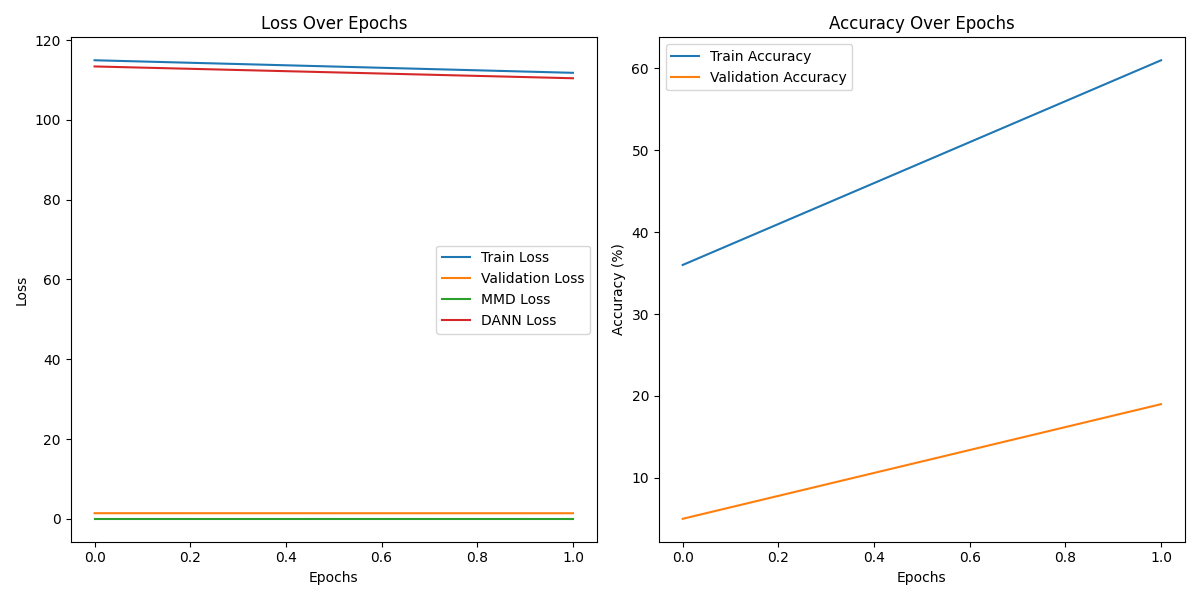 Loss Over Epochs
120
100
80
60
40
20
0
Loss
0.0 0.2 0.4 0.6 0.8 1.0
Epochs
Train Loss
Validation Loss
MMD Loss
DANN Loss
Accuracy Over Epochs
60
50
40
30
20
10
Accuracy (%)
0.0 0.2 0.4 0.6 0.8 1.0
Epochs
Train Accuracy
Validation Accuracy